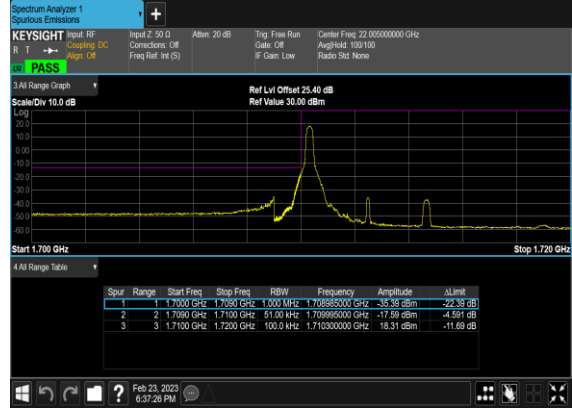 Spectrum Analyzer 1
Spurious Emissions
KEYSIGHT Input: RF Input Z: 50 Ω Atten: 20 dB Trig: Free Run Center Freq: 22.005000000 GHz
R T Coupling: DC Corrections: Off Gate: Off Avg|Hold: 100/100
Align: Off Freq Ref: Int (S) IF Gain: Low Radio Std: None
PASS
3 All Range Graph
Ref Lvl Offset 25.40 dB
Scale/Div 10.0 dB Ref Value 30.00 dBm
Log
20.0
10.0
0.00
-10.0
-20.0
-30.0
-40.0
-50.0
-60.0
Start 1.700 GHz Stop 1.720 GHz
4 All Range Table
Spur Range Start Freq Stop Freq RBW Frequency Amplitude ΔLimit
1 1 1.7000 GHz 1.7090 GHz 1.000 MHz 1.708985000 GHz -35.39 dBm -22.39 dB
2 2 1.7090 GHz 1.7100 GHz 51.00 kHz 1.709995000 GHz -17.59 dBm -4.591 dB
3 3 1.7100 GHz 1.7200 GHz 100.0 kHz 1.710300000 GHz 18.31 dBm -11.69 dB
? Feb 23, 2023
6:37:26 PM